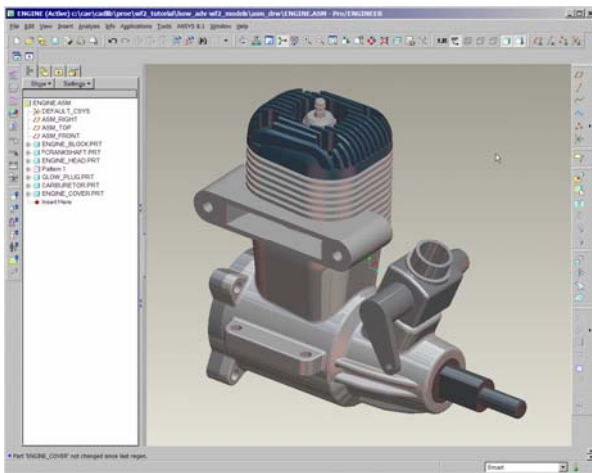 ENGINE (Active) c:\car\cadlib\proe\wf2_tutorial\how_adv-wf2_models\asm_drw\ENGINE.ASM - Pro/ENGINEER
File Edit View Insert Analysis Info Applications Tools ANSYS 8.1 Window Help
Show Settings
ENGINE.ASM
DEFAULT_CSYS
ASM_RIGHT
ASM_TOP
ASM_FRONT
ENGINE_BLOCK.PRT
CRANKSHAFT.PRT
ENGINE_HEAD.PRT
Pattern 1
GLOW_PLUG.PRT
CARBURETOR.PRT
ENGINE_COVER.PRT
Insert Here
Part 'ENGINE_COVER' not changed since last regen.
Smart